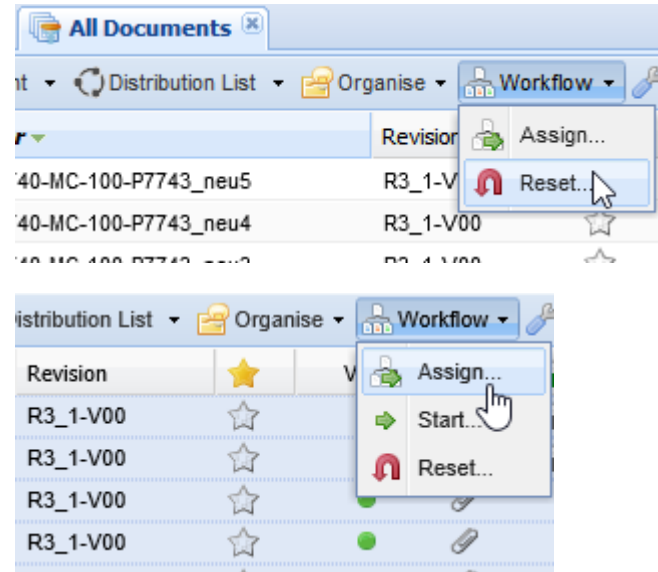 All Documents
nt Distribution List Organise Workflow
r Revision Assign...
40-MC-100-P7743_neu5 R3_1-V Reset...
40-MC-100-P7743_neu4 R3_1-V00
istribution List Organise Workflow
Revision V Assign...
R3_1-V00 Start...
R3_1-V00 Reset...
R3_1-V00
R3_1-V00